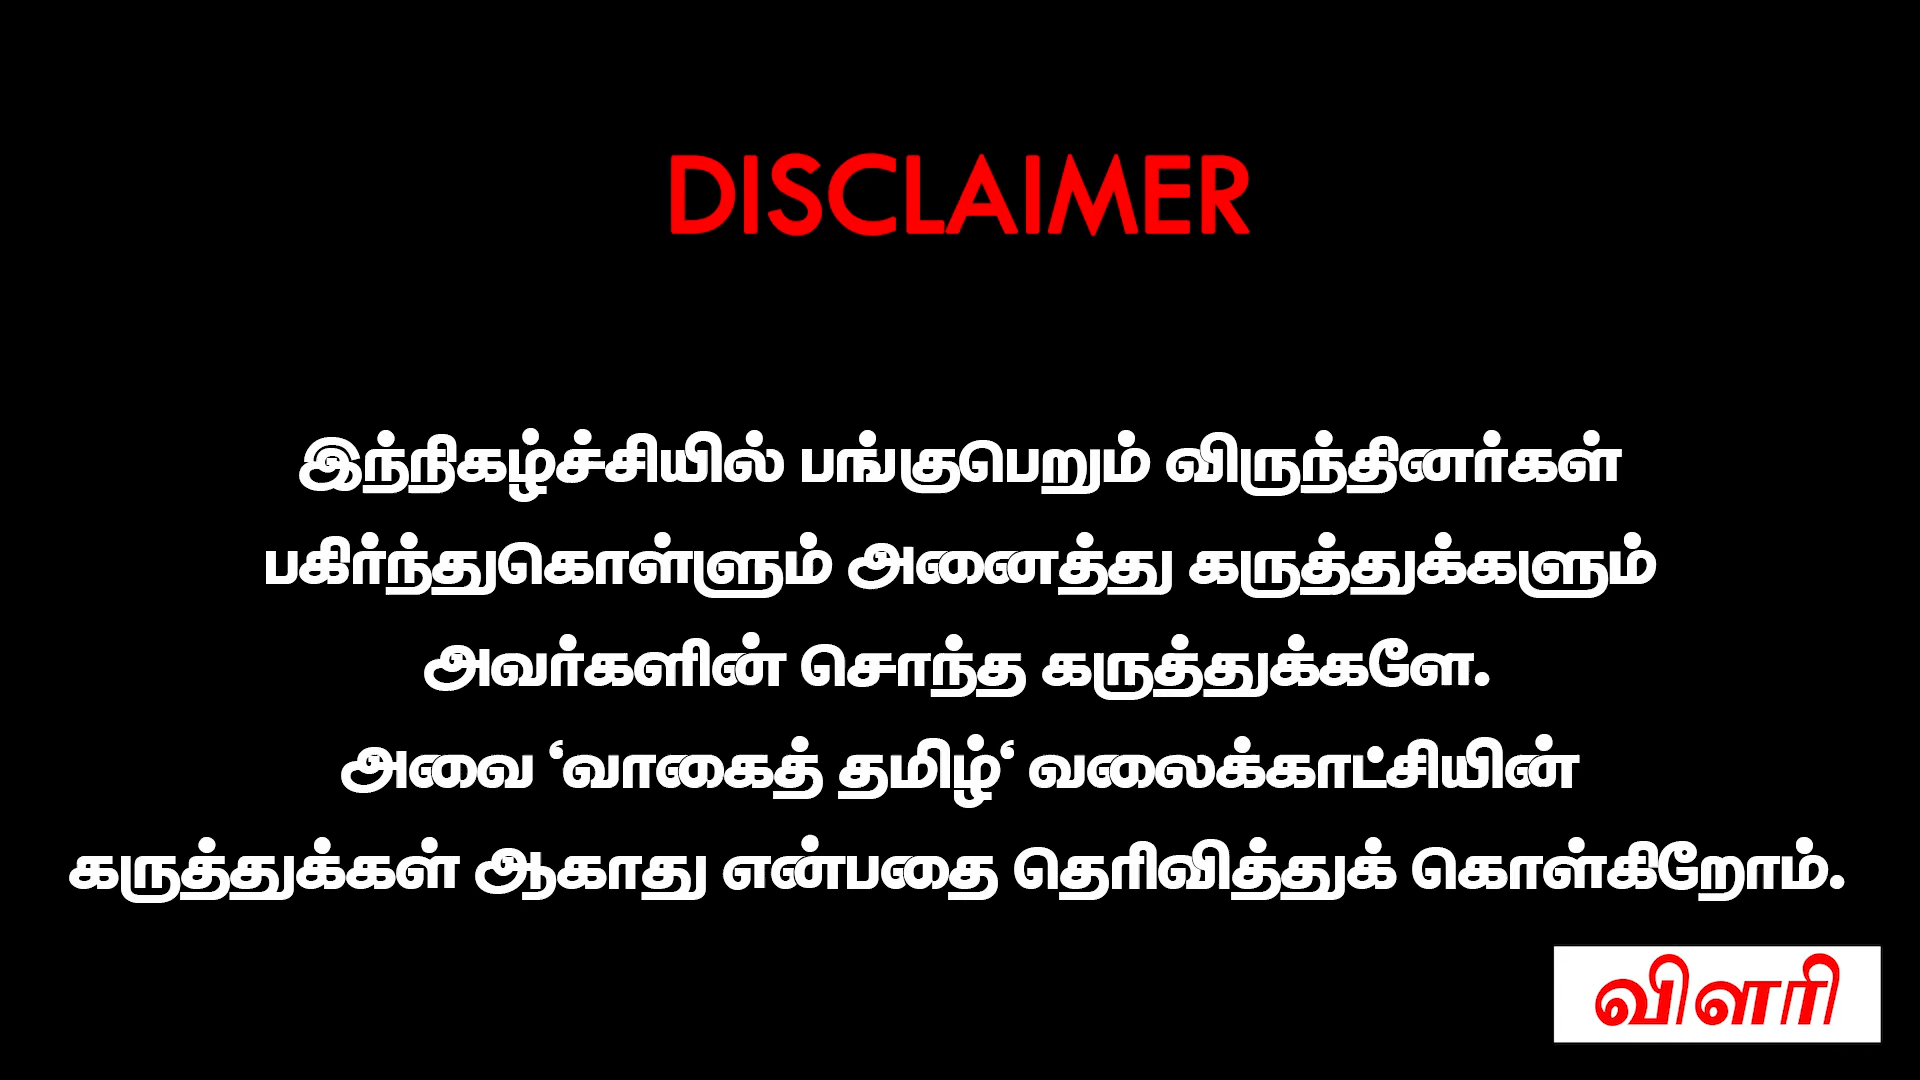 DISCLAIMER
இந்நிகழ்ச்சியில் பங்குபெறும் விருந்தினர்கள்
பகிர்ந்துகொள்ளும் அனைத்து கருத்துக்களும்
அவர்களின் சொந்த கருத்துக்களே.
அவை ‘வாகைத் தமிழ்‘ வலைக்காட்சியின்
கருத்துக்கள் ஆகாது என்பதை தெரிவித்துக் கொள்கிறோம்.
விளரி